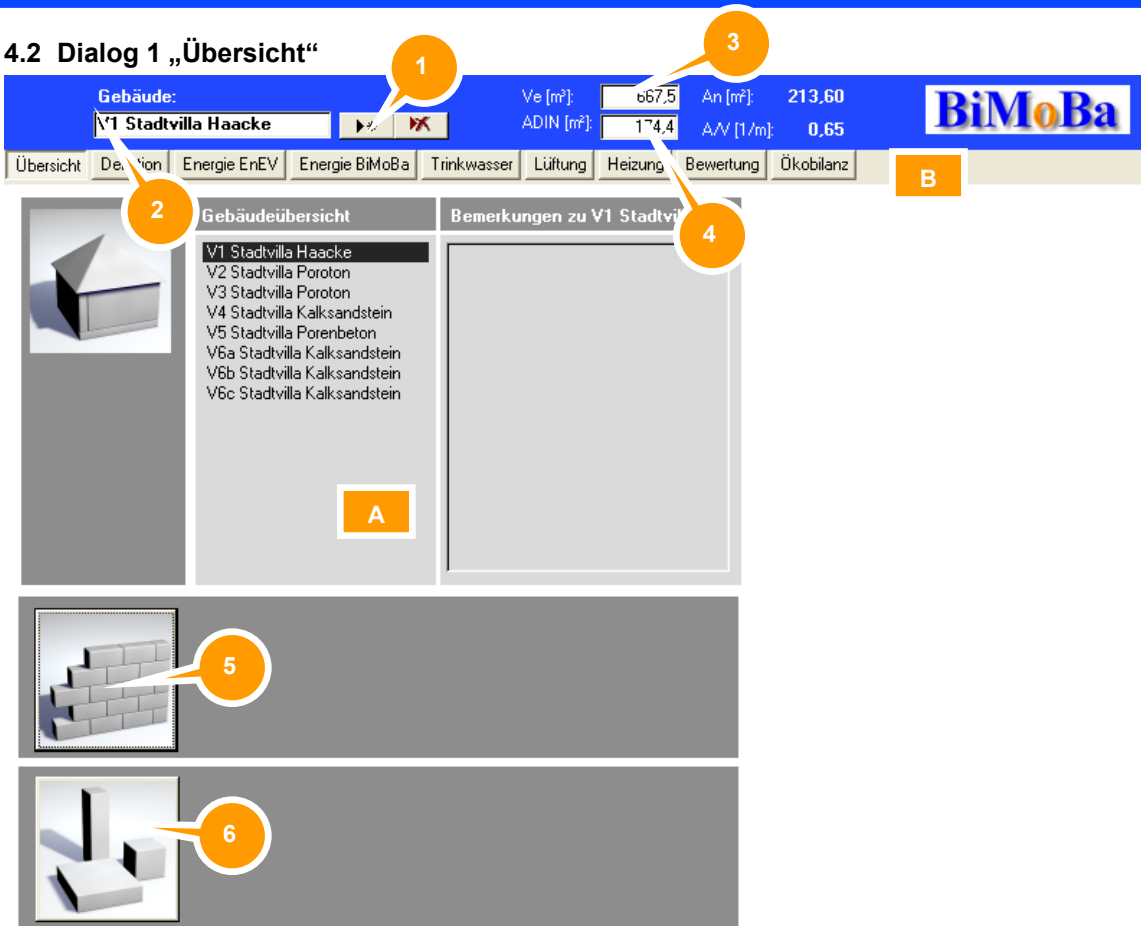 4.2 Dialog 1 „Übersicht“
1
3
Gebäude:
V1 Stadtvilla Haacke
Ve [m³]: 667,5 An [m²]: 213,60
ADIN [m²]: 174,4 A/V [1/m]: 0,65
BiMoBa
Übersicht Energie EnEV Energie BiMoBa Trinkwasser Lüftung Heizung Bewertung Ökobilanz
B
2
4
Gebäudeübersicht
Bemerkungen zu V1
V1 Stadtvilla Haacke
V2 Stadtvilla Poroton
V3 Stadtvilla Poroton
V4 Stadtvilla Kalksandstein
V5 Stadtvilla Porenbeton
V6a Stadtvilla Kalksandstein
V6b Stadtvilla Kalksandstein
V6c Stadtvilla Kalksandstein
A
5
6